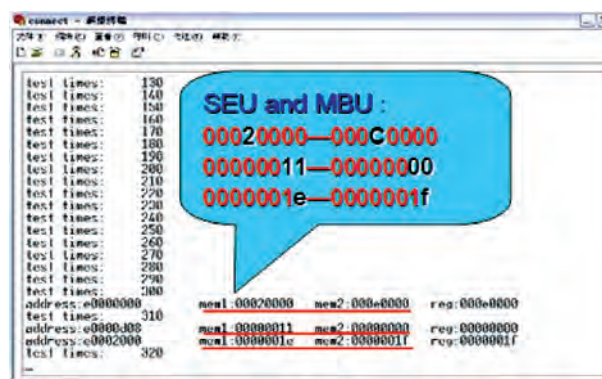 connect -
test times: 130
test times: 140
test times: 150
test times: 160
test times: 170
test times: 180
test times: 190
test times: 200
test times: 210
test times: 220
test times: 230
test times: 240
test times: 250
test times: 260
test times: 270
test times: 280
test times: 290
test times: 300
SEU and MBU :
00020000—000C0000
00000011—00000000
0000001e—0000001f
address:e0000000 mem1:00020000 mem2:000e0000 reg:000e0000
test times: 310
address:e0000d08 mem1:00000011 mem2:00000000 reg:00000000
address:e0002000 mem1:0000001e mem2:0000001f reg:0000001f
test times: 320